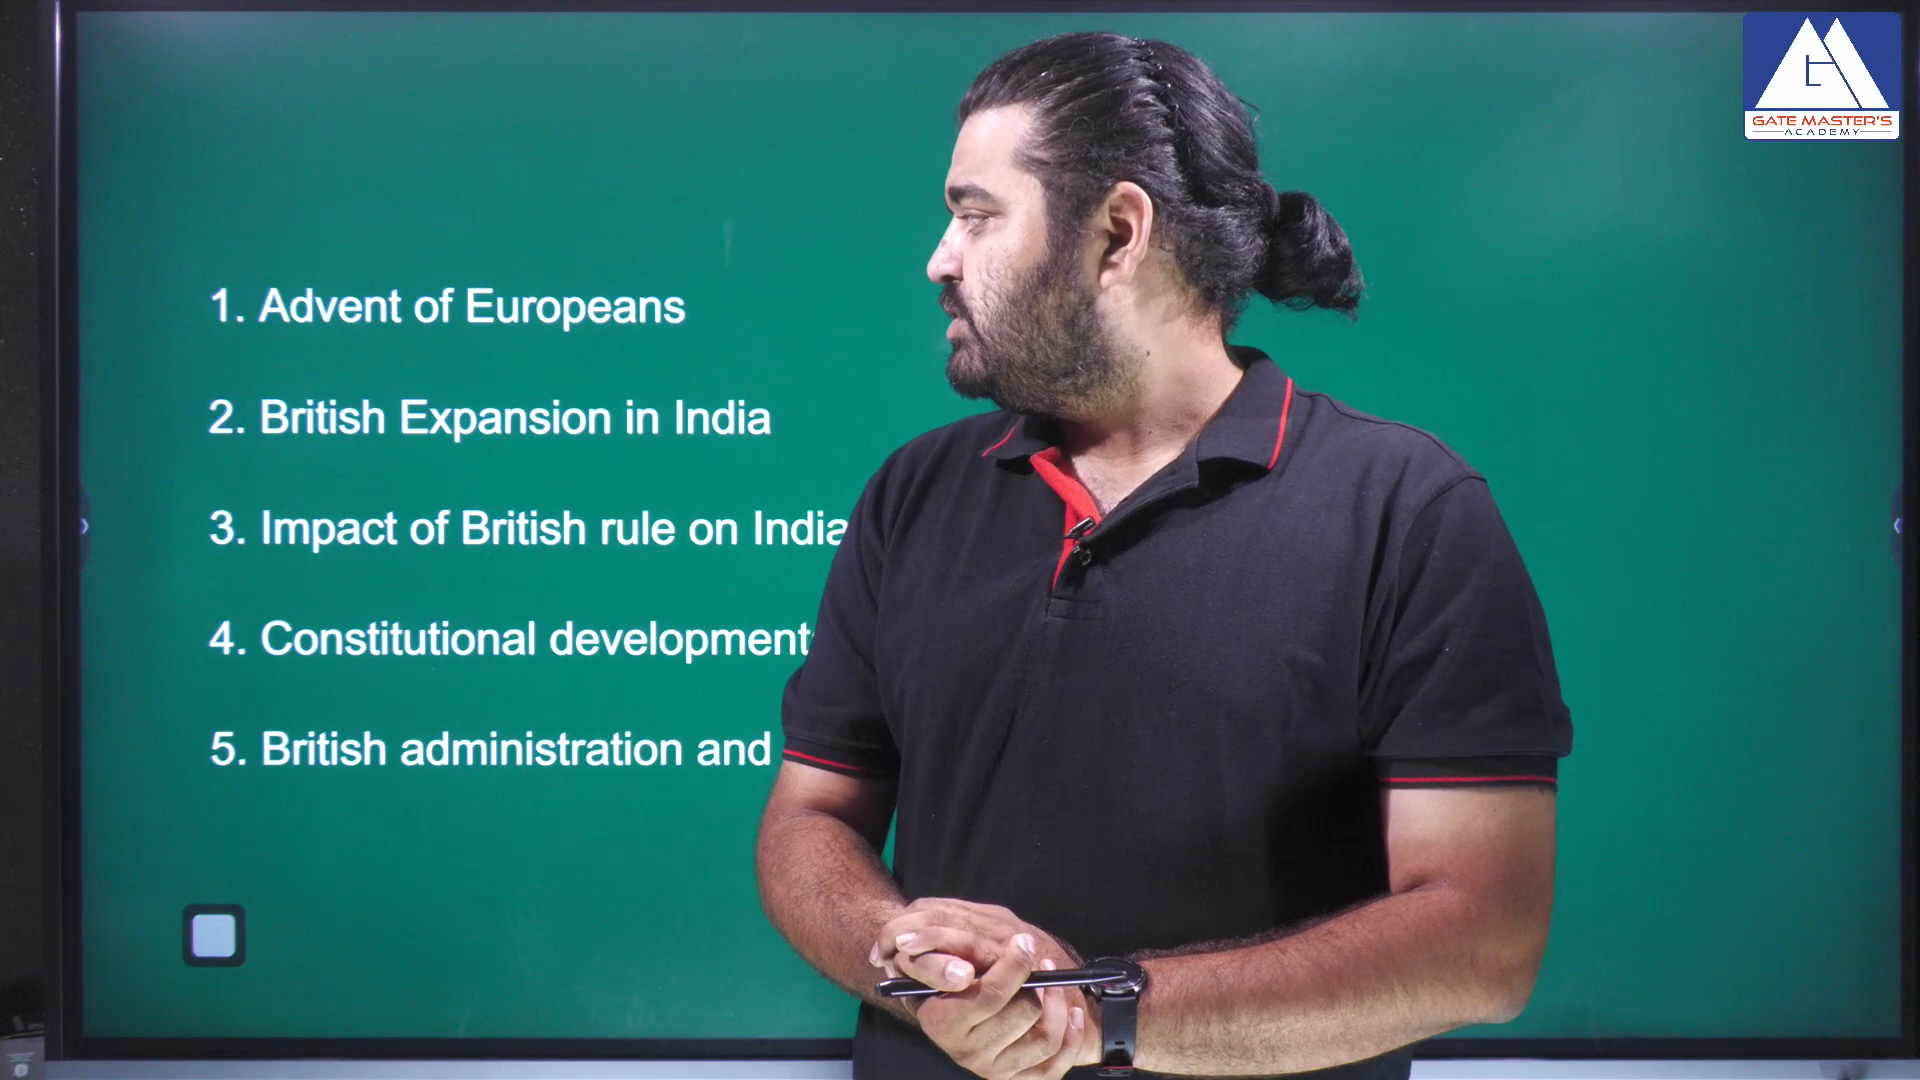 GATE MASTER'S
ACADEMY
1. Advent of Europeans
2. British Expansion in India
3. Impact of British rule on India
4. Constitutional development
5. British administration and